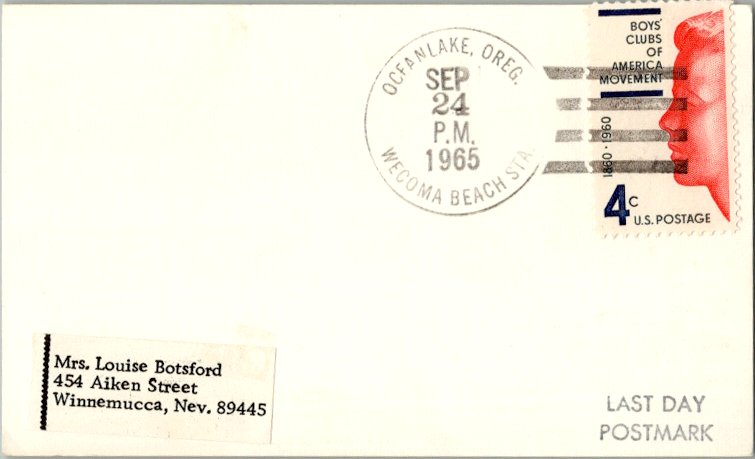 OCEANLAKE, OREG.
SEP
24
P.M.
1965
WECOMA BEACH STA.
BOYS'
CLUBS
OF
AMERICA
MOVEMENT
1860 · 1960
4c
U.S. POSTAGE
Mrs. Louise Botsford
454 Aiken Street
Winnemucca, Nev. 89445
LAST DAY
POSTMARK